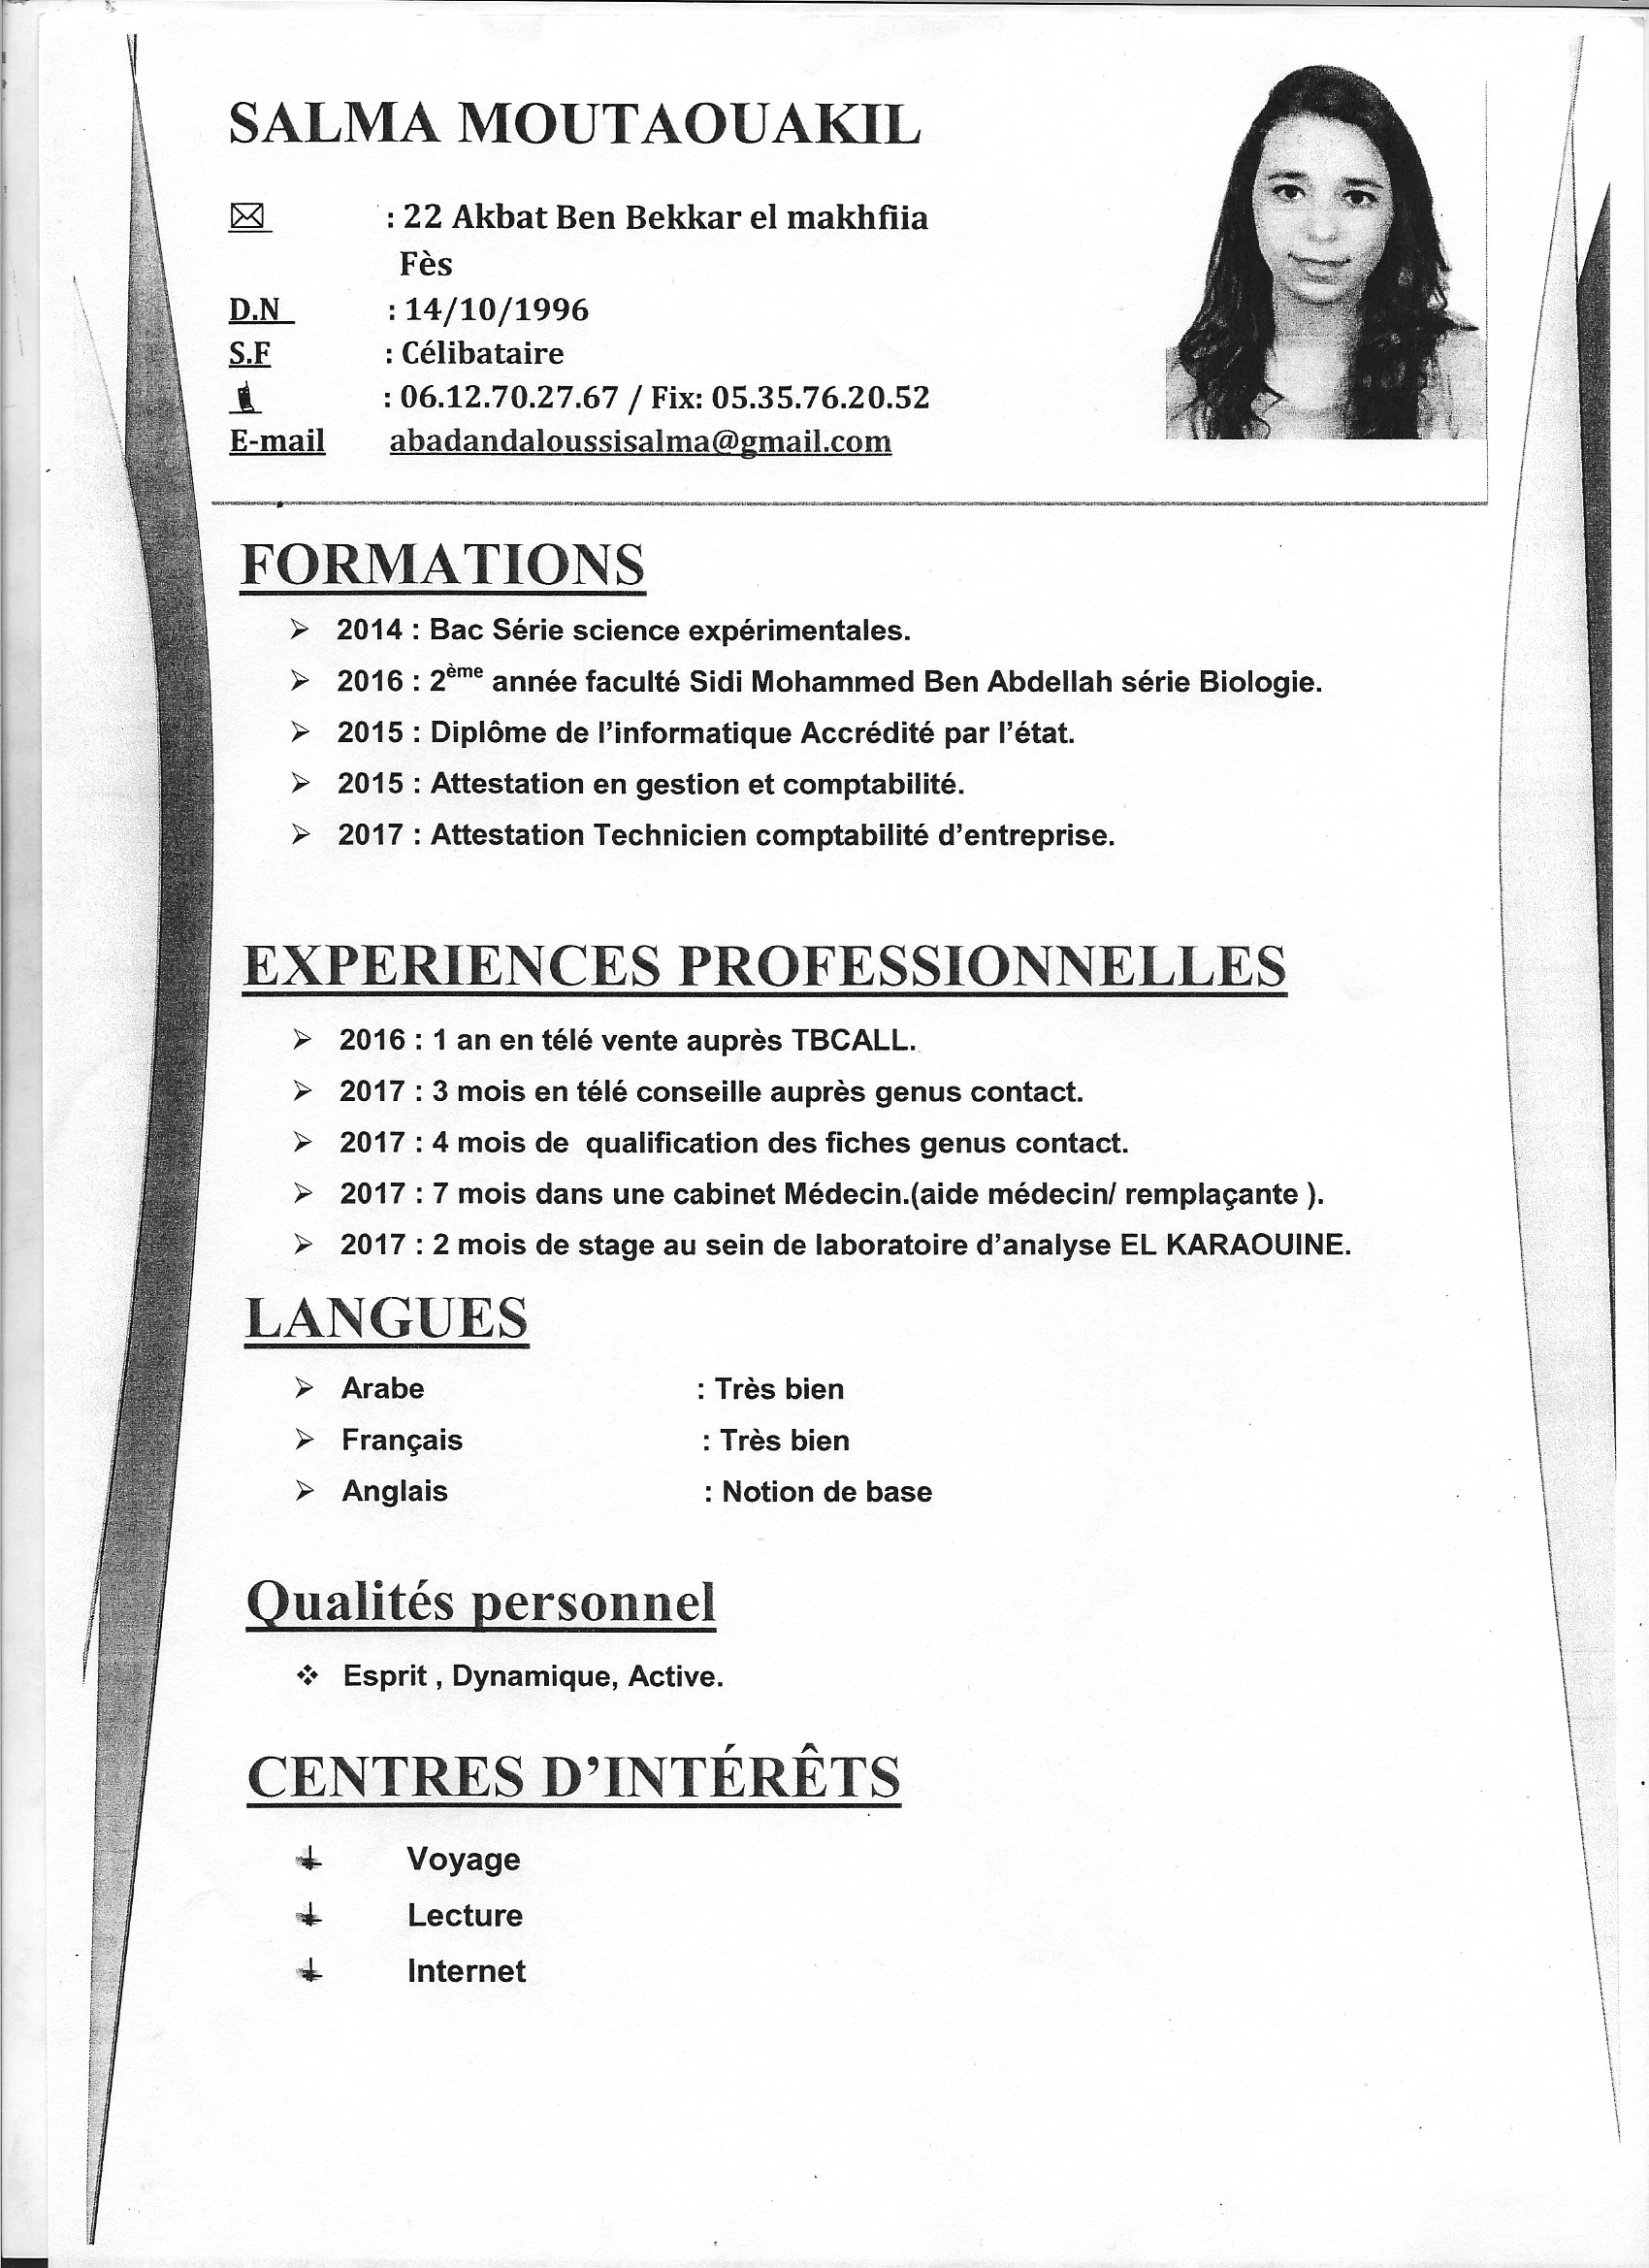 SALMA MOUTAOUAKIL
: 22 Akbat Ben Bekkar el makhfiia
Fès
D.N : 14/10/1996
S.F : Célibataire
: 06.12.70.27.67 / Fix: 05.35.76.20.52
E-mail abadandaloussisalma@gmail.com
FORMATIONS
➢ 2014 : Bac Série science expérimentales.
➢ 2016 : 2ème année faculté Sidi Mohammed Ben Abdellah série Biologie.
➢ 2015 : Diplôme de l'informatique Accrédité par l'état.
➢ 2015 : Attestation en gestion et comptabilité.
➢ 2017 : Attestation Technicien comptabilité d'entreprise.
EXPERIENCES PROFESSIONNELLES
➢ 2016 : 1 an en télé vente auprès TBCALL.
➢ 2017 : 3 mois en télé conseille auprès genus contact.
➢ 2017 : 4 mois de qualification des fiches genus contact.
➢ 2017 : 7 mois dans une cabinet Médecin.(aide médecin/ remplaçante ).
➢ 2017 : 2 mois de stage au sein de laboratoire d'analyse EL KARAOUINE.
LANGUES
➢ Arabe : Très bien
➢ Français : Très bien
➢ Anglais : Notion de base
Qualités personnel
❖ Esprit , Dynamique, Active.
CENTRES D'INTÉRÊTS
Voyage
Lecture
Internet